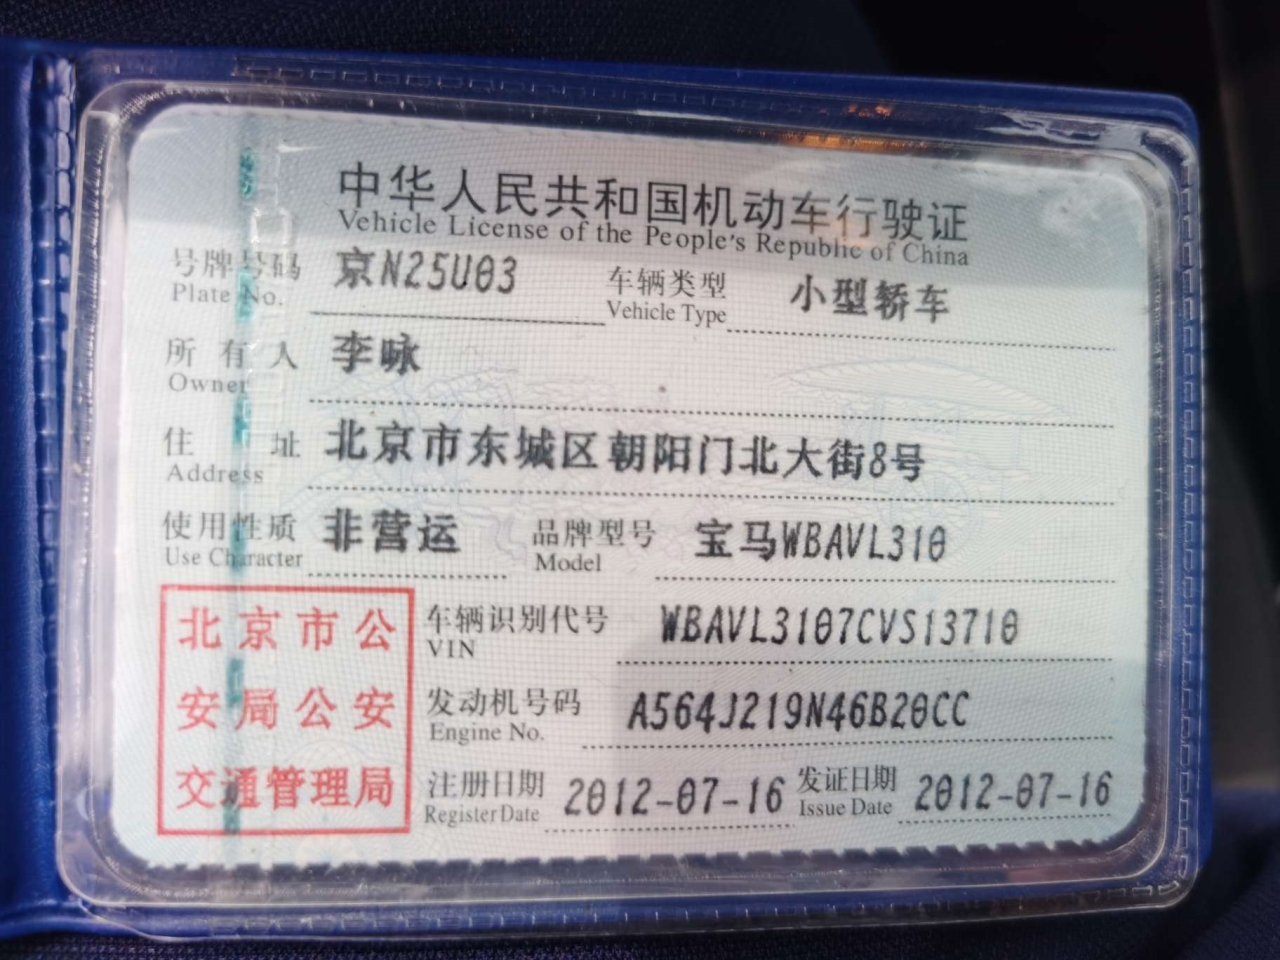 中华人民共和国机动车行驶证
Vehicle License of the People's Republic of China
号牌号码 京N25U03 车辆类型 小型轿车
Plate No. Vehicle Type
所有人 李咏
Owner
住址 北京市东城区朝阳门北大街8号
Address
使用性质 非营运 品牌型号 宝马WBAVL310
Use Character Model
北京市公
安局公安
交通管理局
车辆识别代号 WBAVL3107CVS13710
VIN
发动机号码 A564J219N46B20CC
Engine No.
注册日期 2012-07-16 发证日期 2012-07-16
Register Date Issue Date